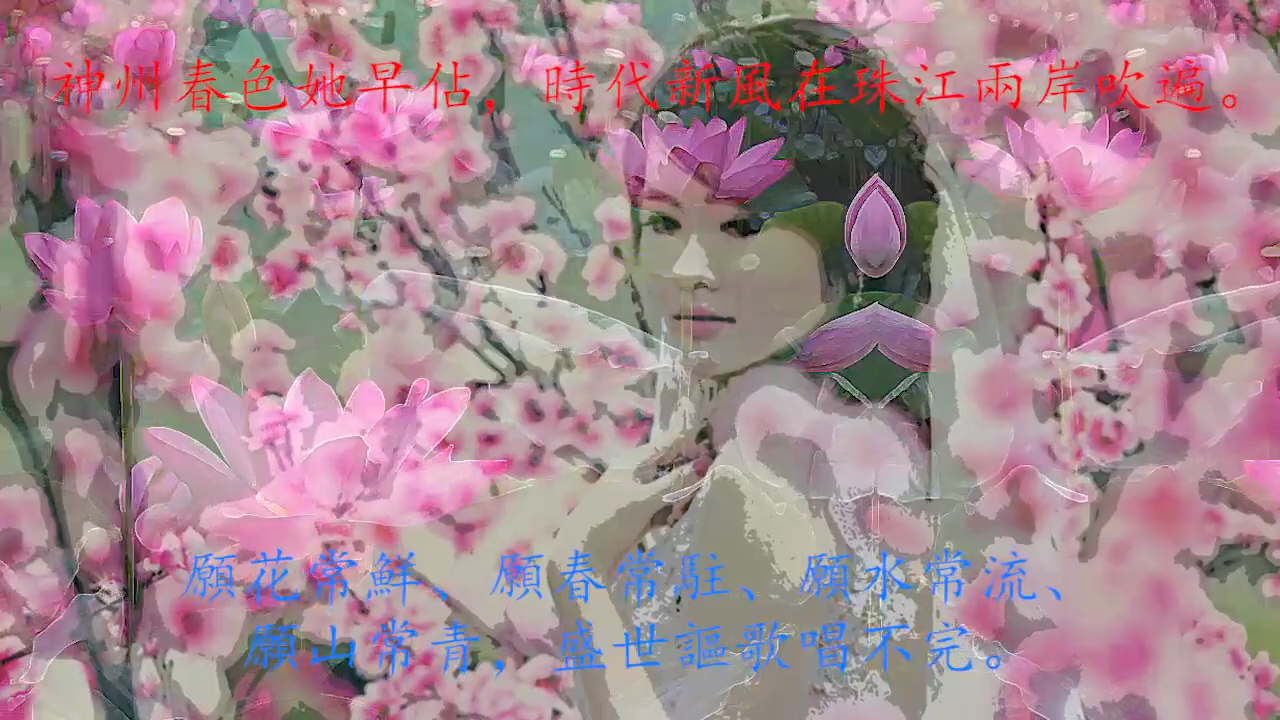 神州春色她早佔，時代新風在珠江兩岸吹遍。
願花常鮮、願春常駐、願水常流、
願山常青，盛世謳歌唱不完。